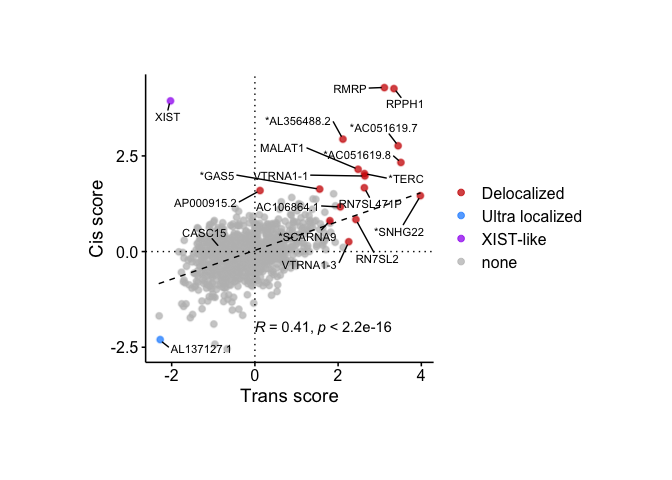 RMRP
RPPH1
XIST
*AL356488.2
*AC051619.7
MALAT1
*AC051619.8
*GAS5
VTRNA1-1
*TERC
AP000915.2
AC106864.1
RN7SL471P
CASC15
*SCARNA9
*SNHG22
VTRNA1-3
RN7SL2
AL137127.1
R = 0.41, p < 2.2e-16
2.5
0.0
-2.5
-2 0 2 4
Trans score
Cis score
Delocalized
Ultra localized
XIST-like
none